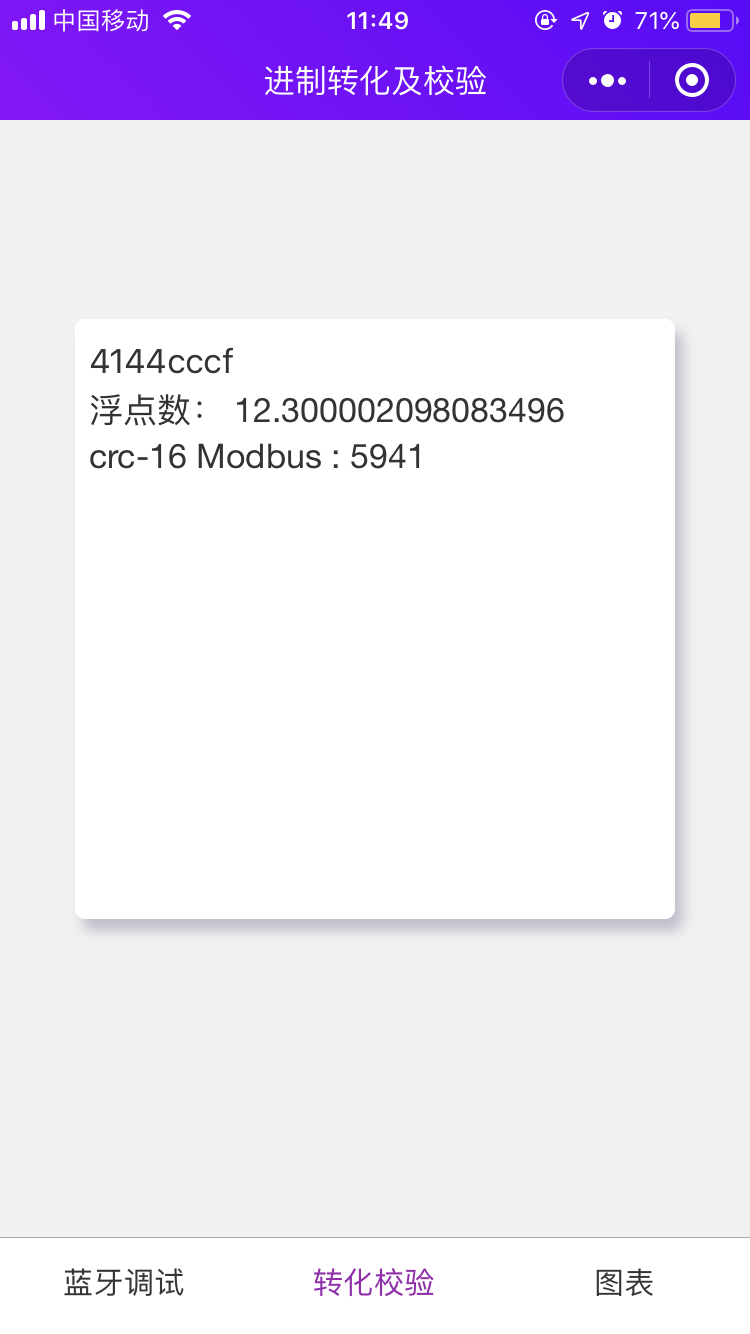 中国移动 11:49 71%
进制转化及校验
4144cccf
浮点数： 12.300002098083496
crc-16 Modbus : 5941
蓝牙调试 转化校验 图表